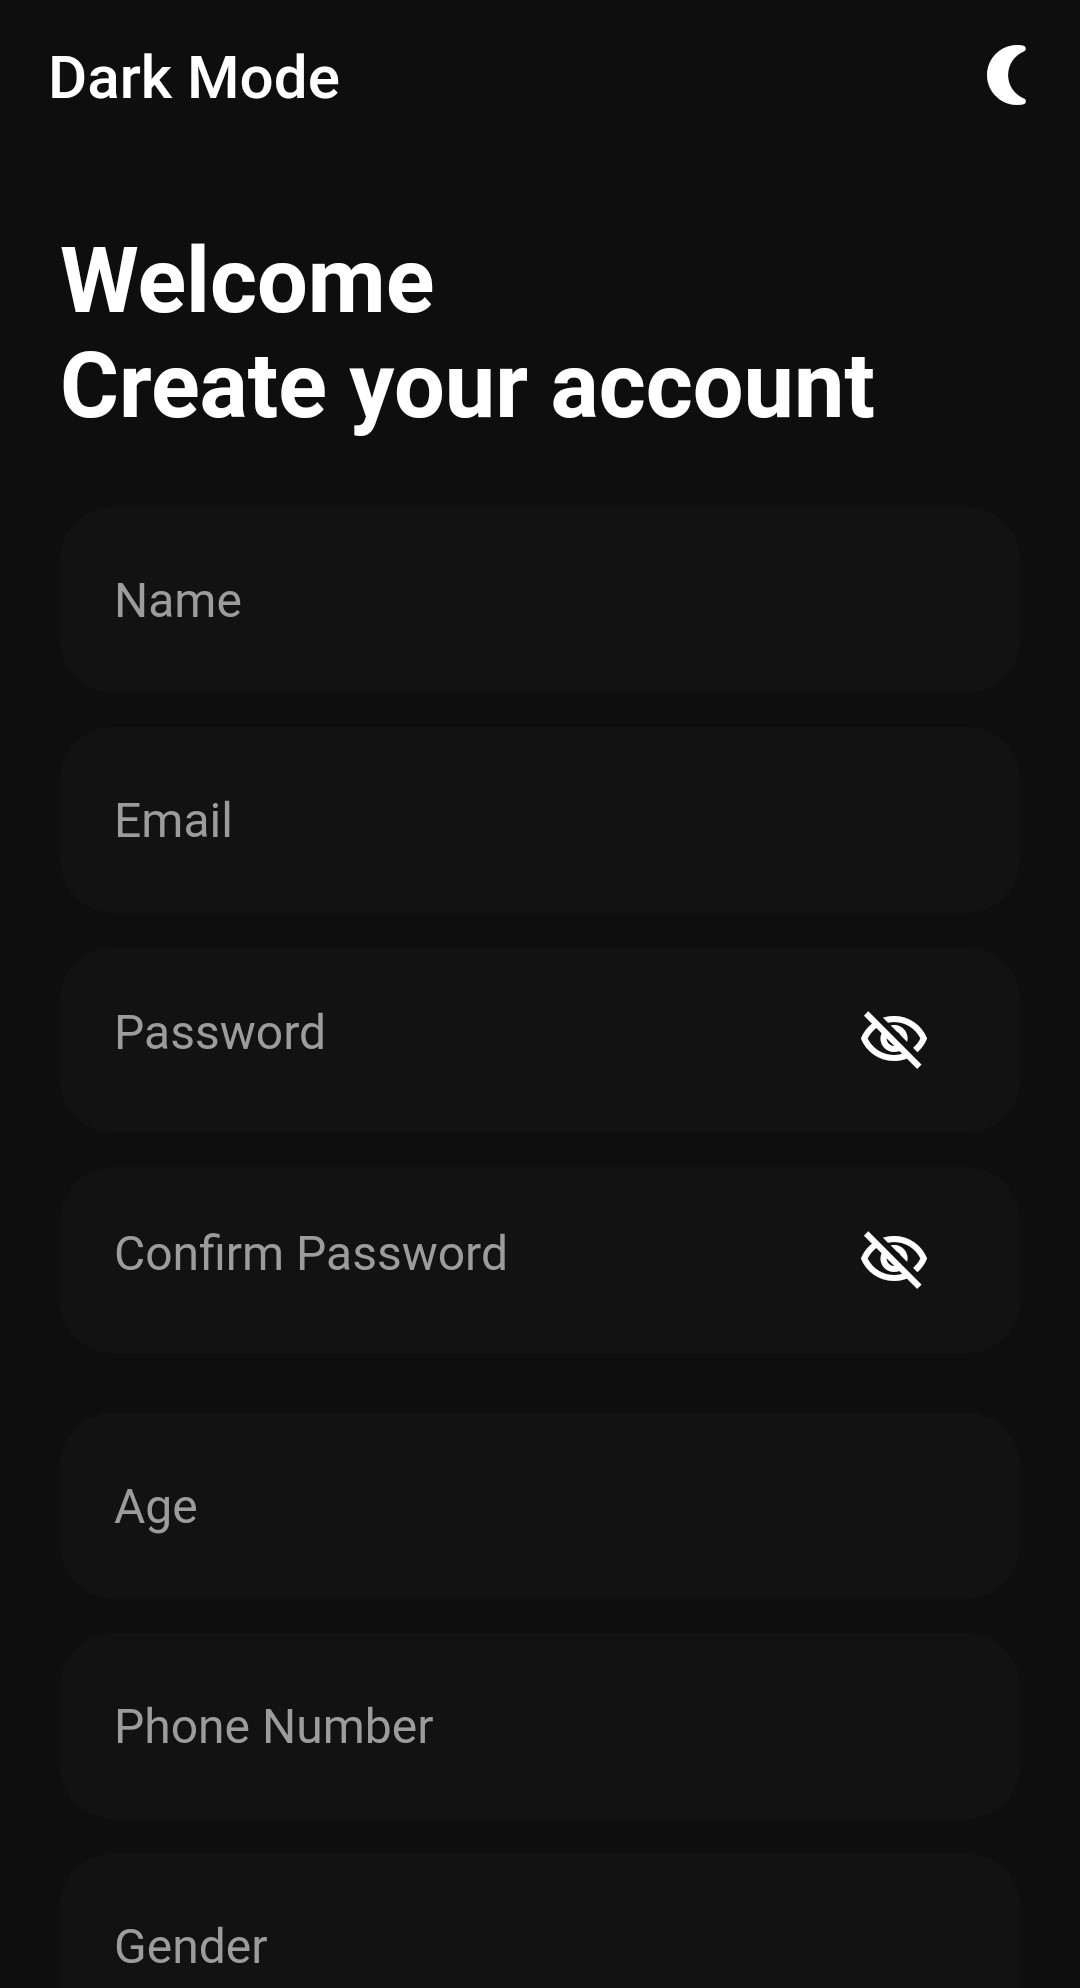 Dark Mode
Welcome
Create your account
Name
Email
Password
Confirm Password
Age
Phone Number
Gender